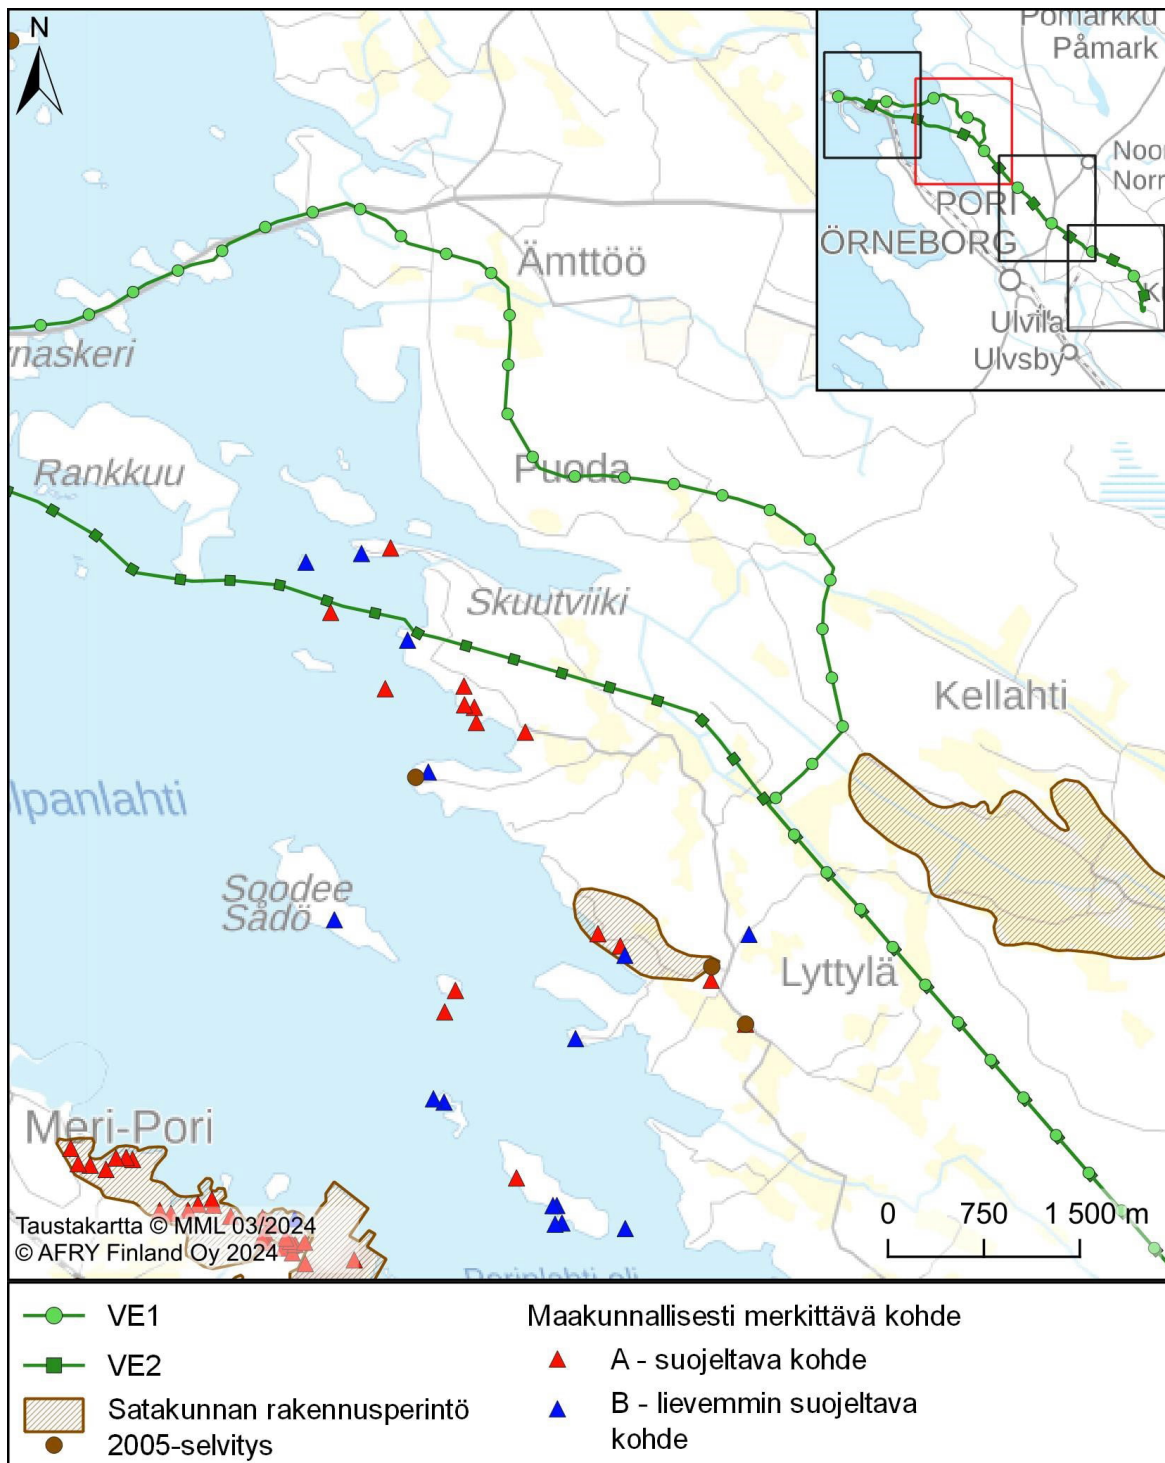 N
Pomarkku
Påmark
Noor
Norr
PORI
ÖRNEBORG
Ulvila
Ulvsby
Ämttöö
naskeri
Puoda
Rankkuu
Skuutviiki
Kellahti
lpanlahti
Soodee
Sådö
Lyttylä
Meri-Pori
0 750 1 500 m
Taustakartta © MML 03/2024
© AFRY Finland Oy 2024
VE1
VE2
Satakunnan rakennusperintö
2005-selvitys
Maakunnallisesti merkittävä kohde
A - suojeltava kohde
B - lievemmin suojeltava
kohde